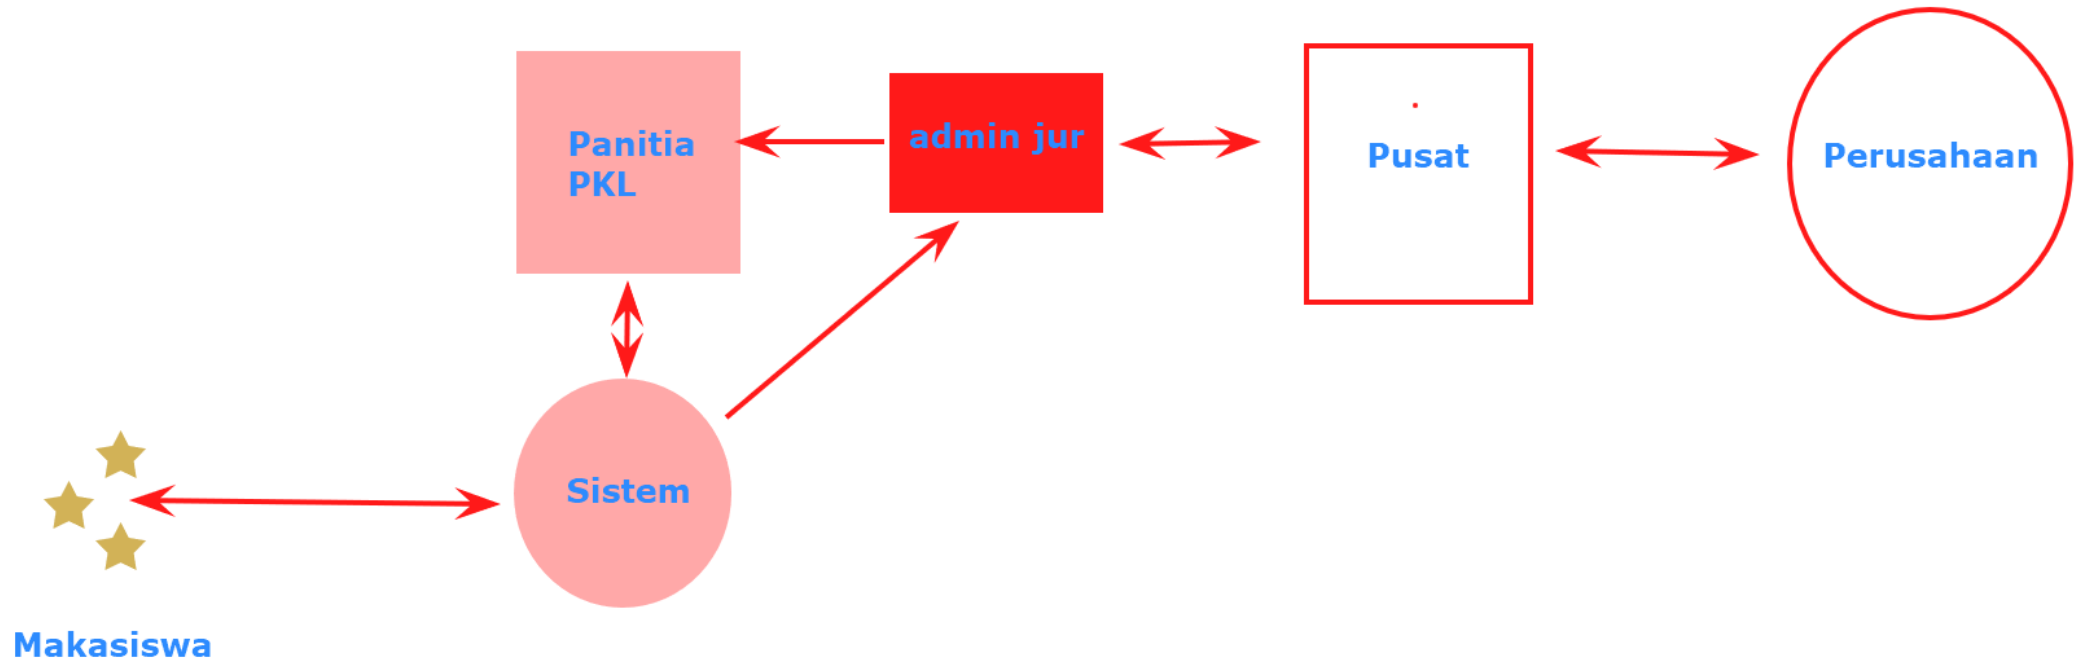 Panitia
PKL
admin jur
Pusat
Perusahaan
Sistem
Makasiswa